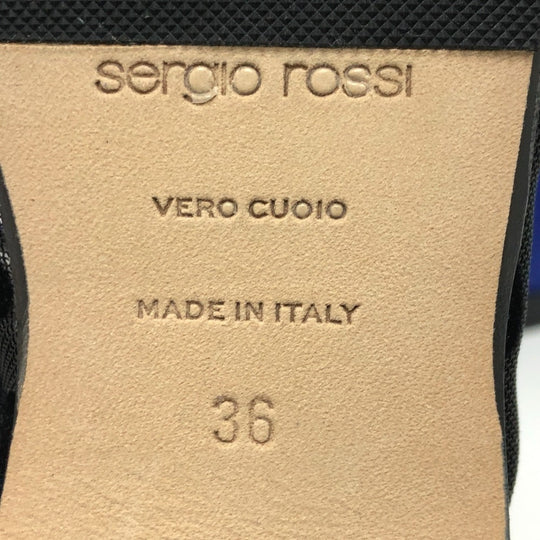 sergio rossi
VERO CUOIO
MADE IN ITALY
36